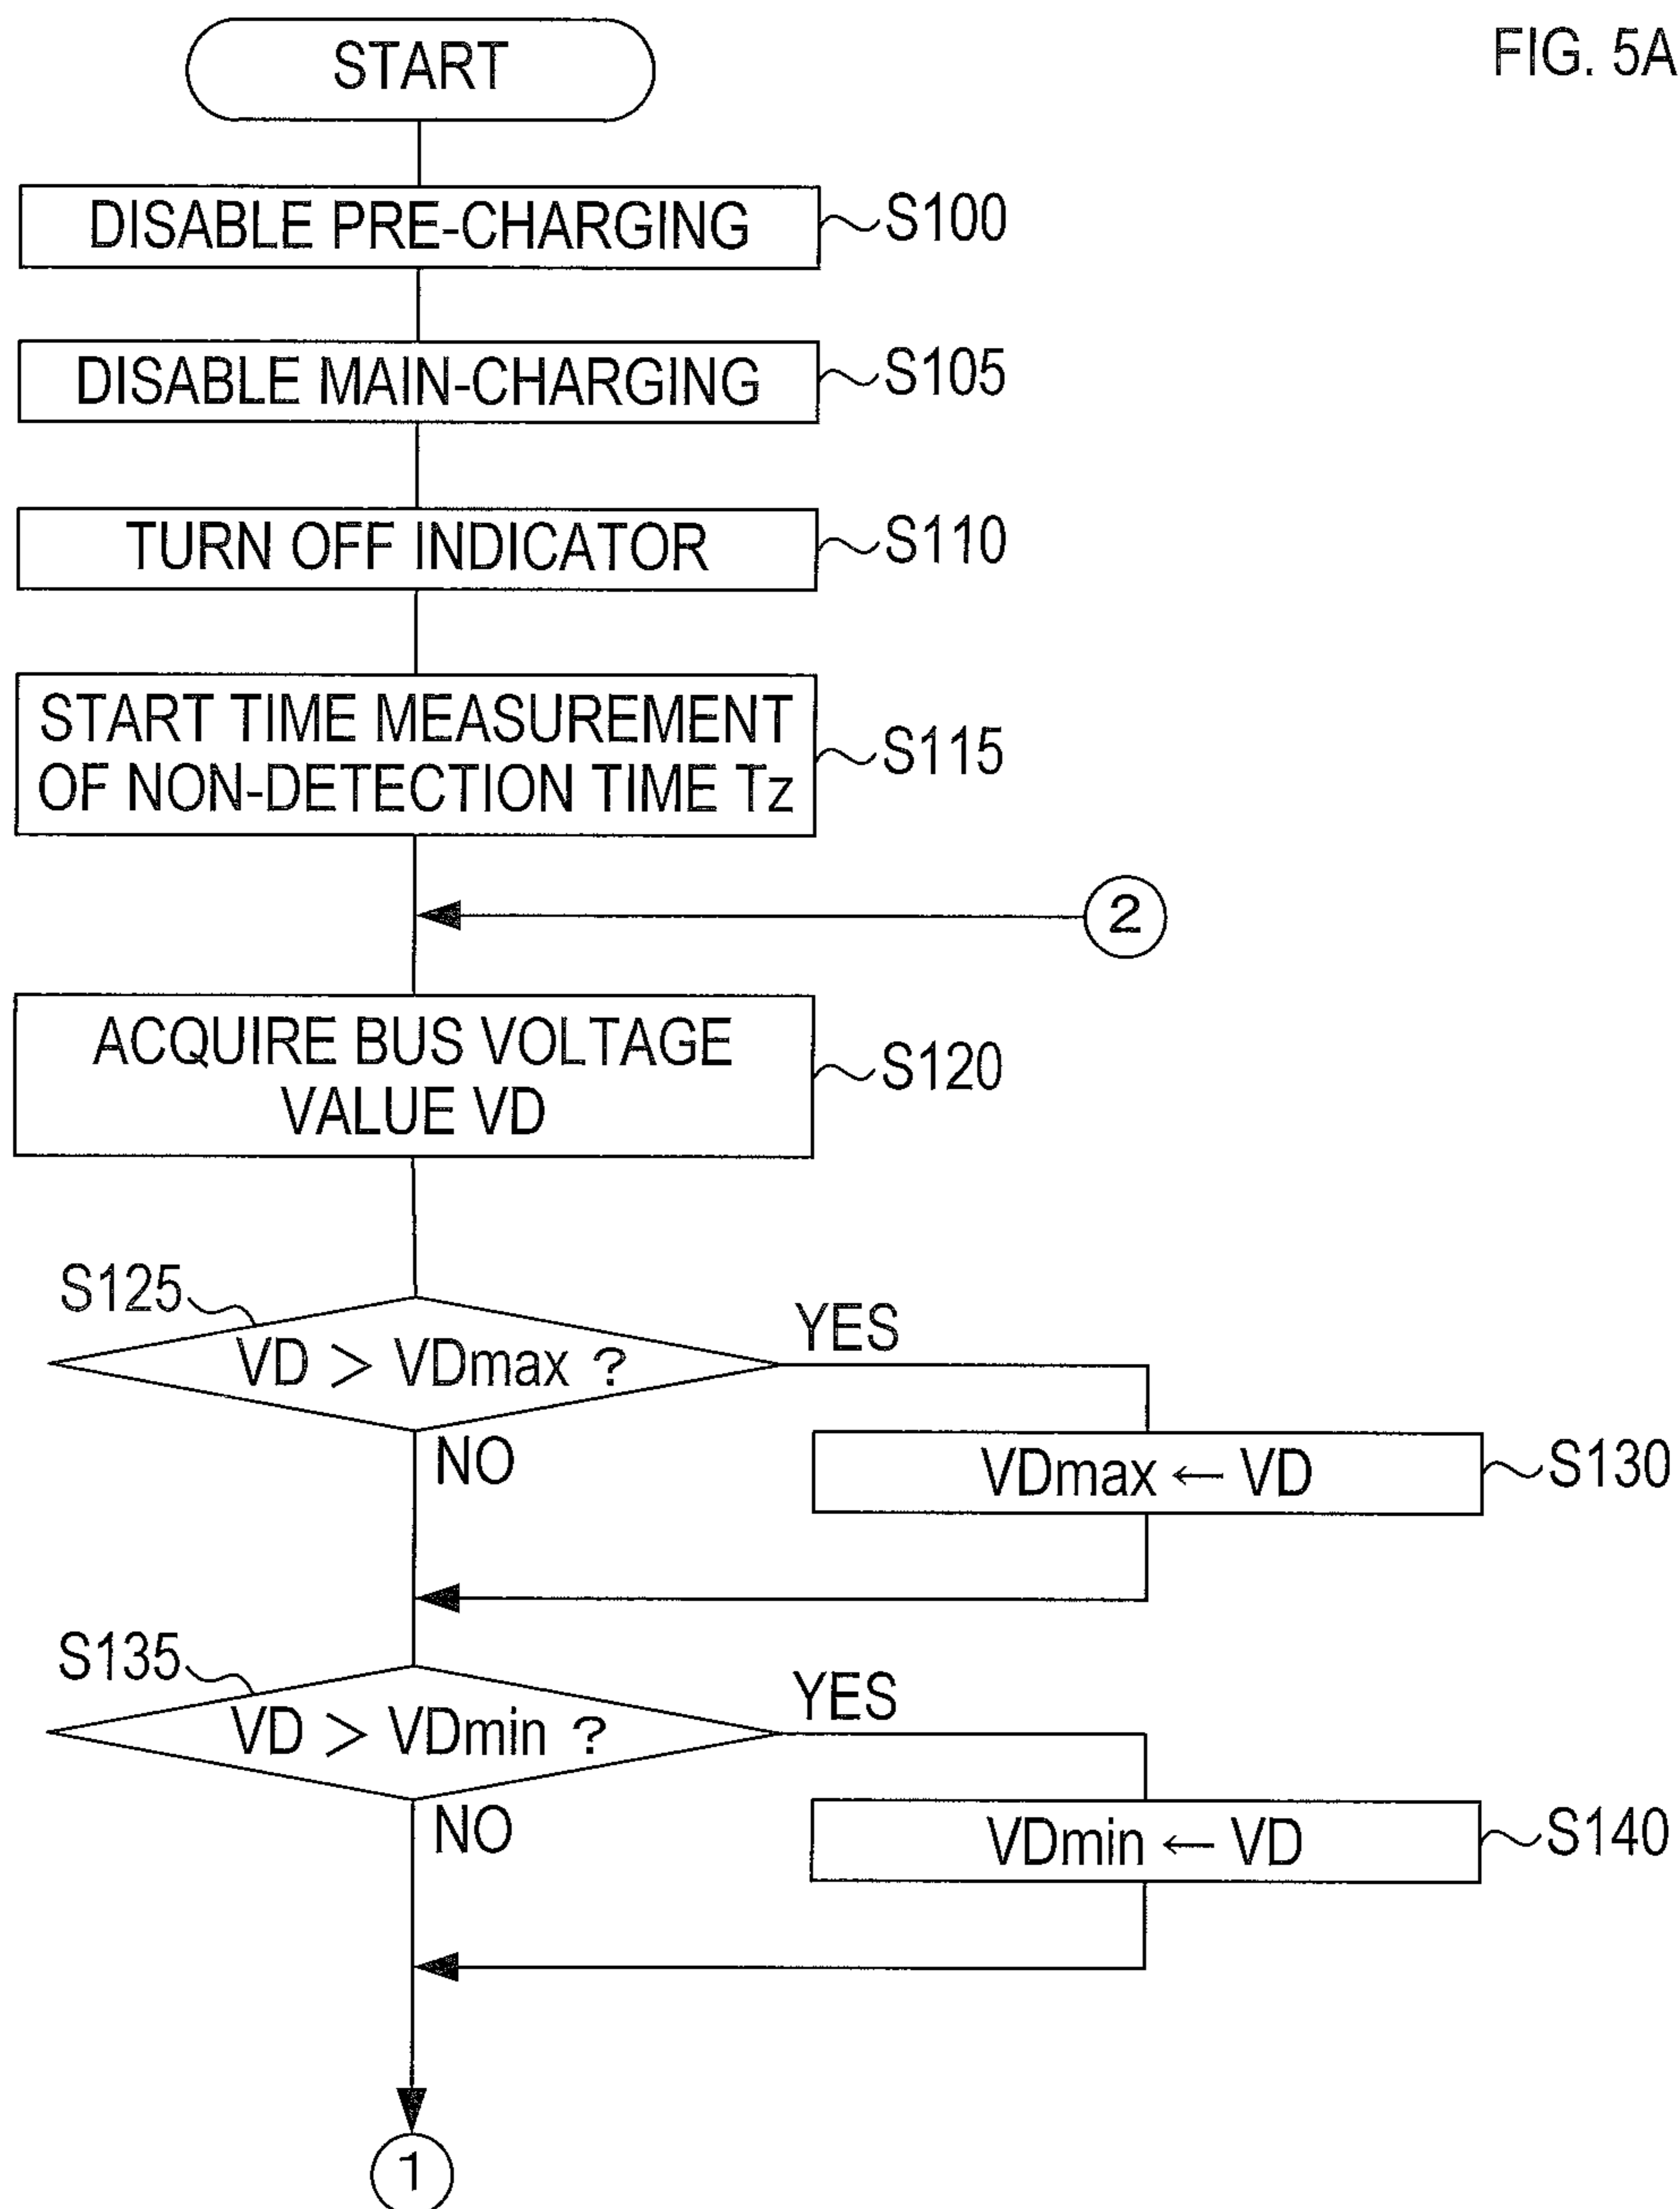 FIG. 5A
START
DISABLE PRE-CHARGING
S100
DISABLE MAIN-CHARGING
S105
TURN OFF INDICATOR
S110
START TIME MEASUREMENT
OF NON-DETECTION TIME Tz
S115
2
ACQUIRE BUS VOLTAGE
VALUE VD
S120
S125
VD > VDmax ?
YES
NO
VDmax ← VD
S130
S135
VD > VDmin ?
YES
NO
VDmin ← VD
S140
1